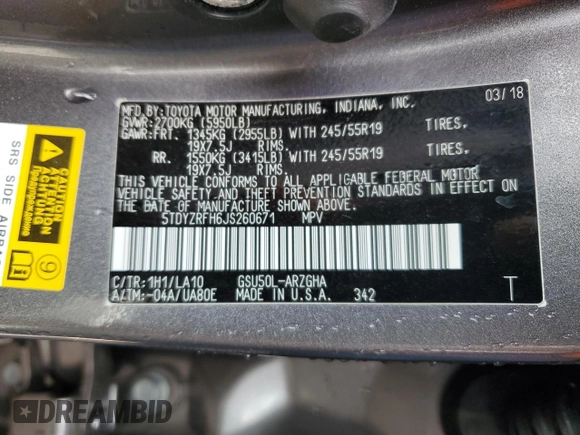 MFD.BY:TOYOTA MOTOR MANUFACTURING, INDIANA, INC. 03/18
GVWR:2700KG (5950LB)
GAWR:FRT. 1345KG (2955LB) WITH 245/55R19 TIRES,
19X7.5J RIMS.
RR. 1550KG (3415LB) WITH 245/55R19 TIRES,
19X7.5J RIMS.
THIS VEHICLE CONFORMS TO ALL APPLICABLE FEDERAL MOTOR
VEHICLE SAFETY, AND THEFT PREVENTION STANDARDS IN EFFECT ON
THE DATE OF MANUFACTURE SHOWN ABOVE.
5TDYZRFH6JS260671 MPV
C/TR:1H1/LA10 GSU50L-ARZGHA
A/TM:-04A/UA80E MADE IN U.S.A. 342 T
SRS SIDE AIRBAG
CAUTION
ACTUATING
9
DREAMBID